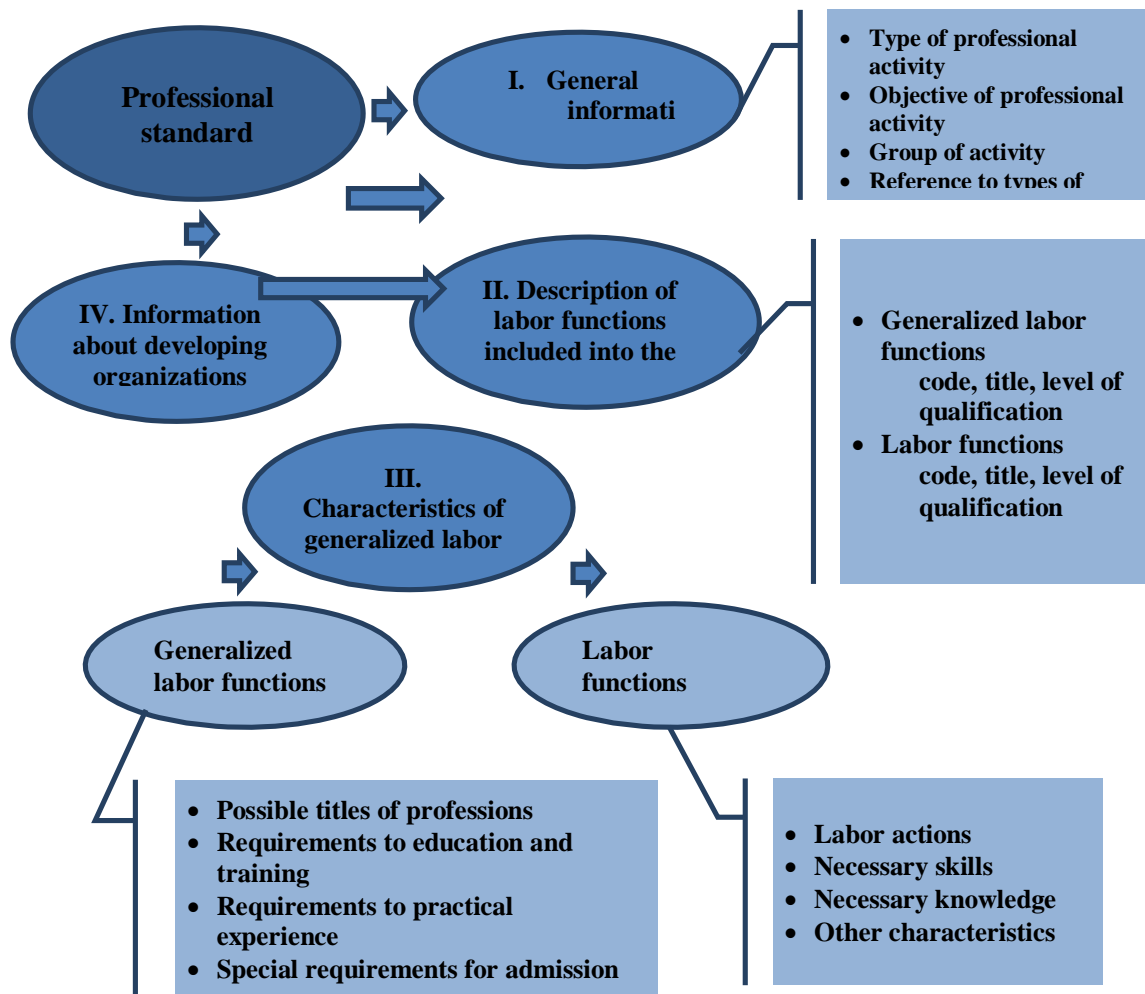 Professional
standard
I. General
informati
• Type of professional
activity
• Objective of professional
activity
• Group of activity
• Reference to types of
IV. Information
about developing
organizations
II. Description of
labor functions
included into the
• Generalized labor
functions
code, title, level of
qualification
• Labor functions
code, title, level of
qualification
III.
Characteristics of
generalized labor
Generalized
labor functions
Labor
functions
• Possible titles of professions
• Requirements to education and
training
• Requirements to practical
experience
• Special requirements for admission
• Labor actions
• Necessary skills
• Necessary knowledge
• Other characteristics